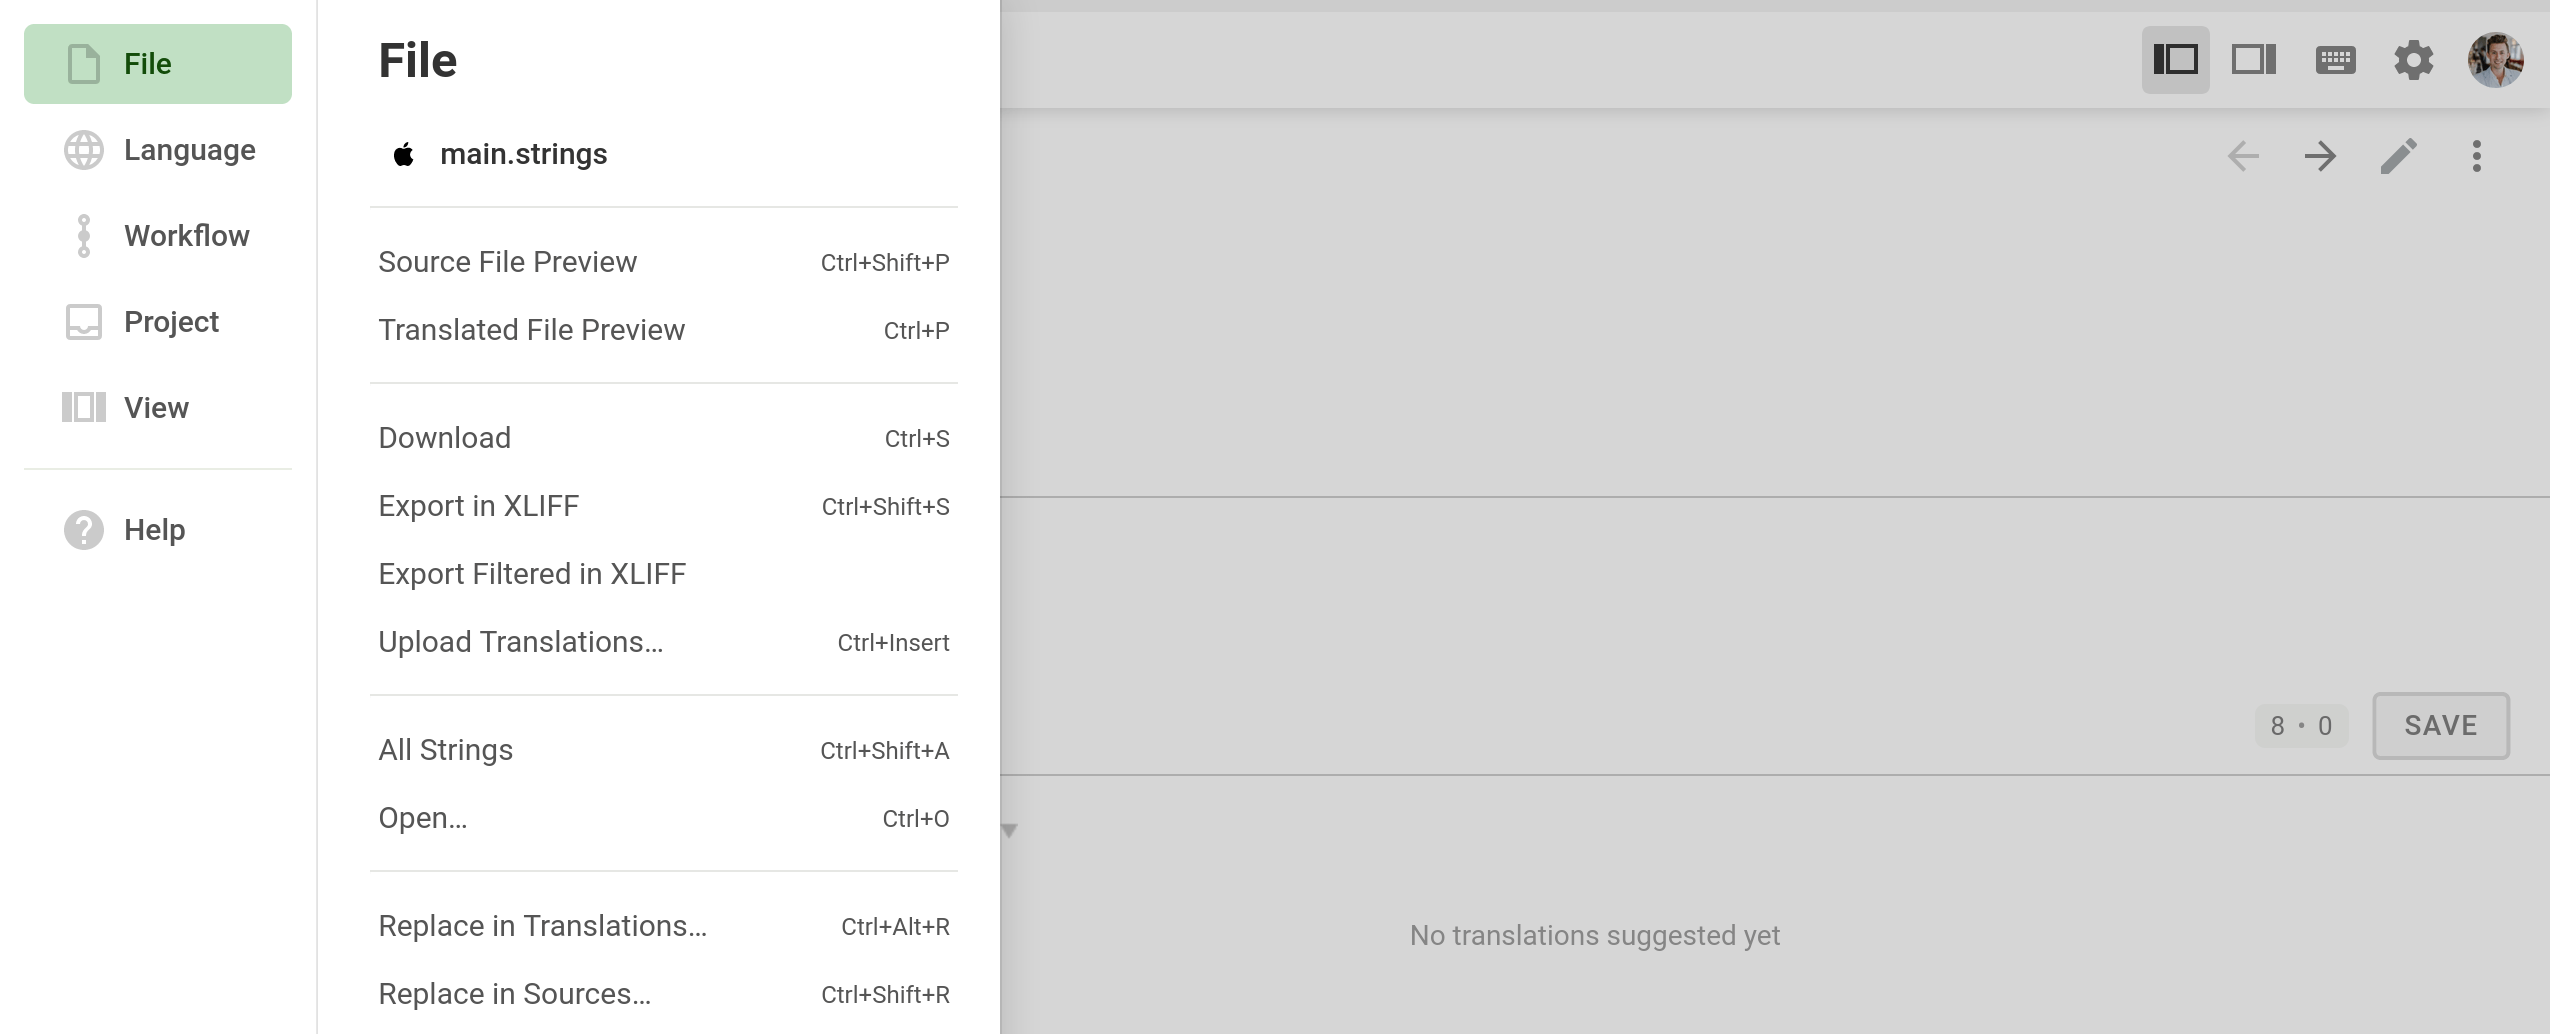 File
Language
Workflow
Project
View
Help
File
main.strings
Source File Preview Ctrl+Shift+P
Translated File Preview Ctrl+P
Download Ctrl+S
Export in XLIFF Ctrl+Shift+S
Export Filtered in XLIFF
Upload Translations... Ctrl+Insert
All Strings Ctrl+Shift+A
Open... Ctrl+O
Replace in Translations... Ctrl+Alt+R
Replace in Sources... Ctrl+Shift+R
8 • 0 SAVE
No translations suggested yet